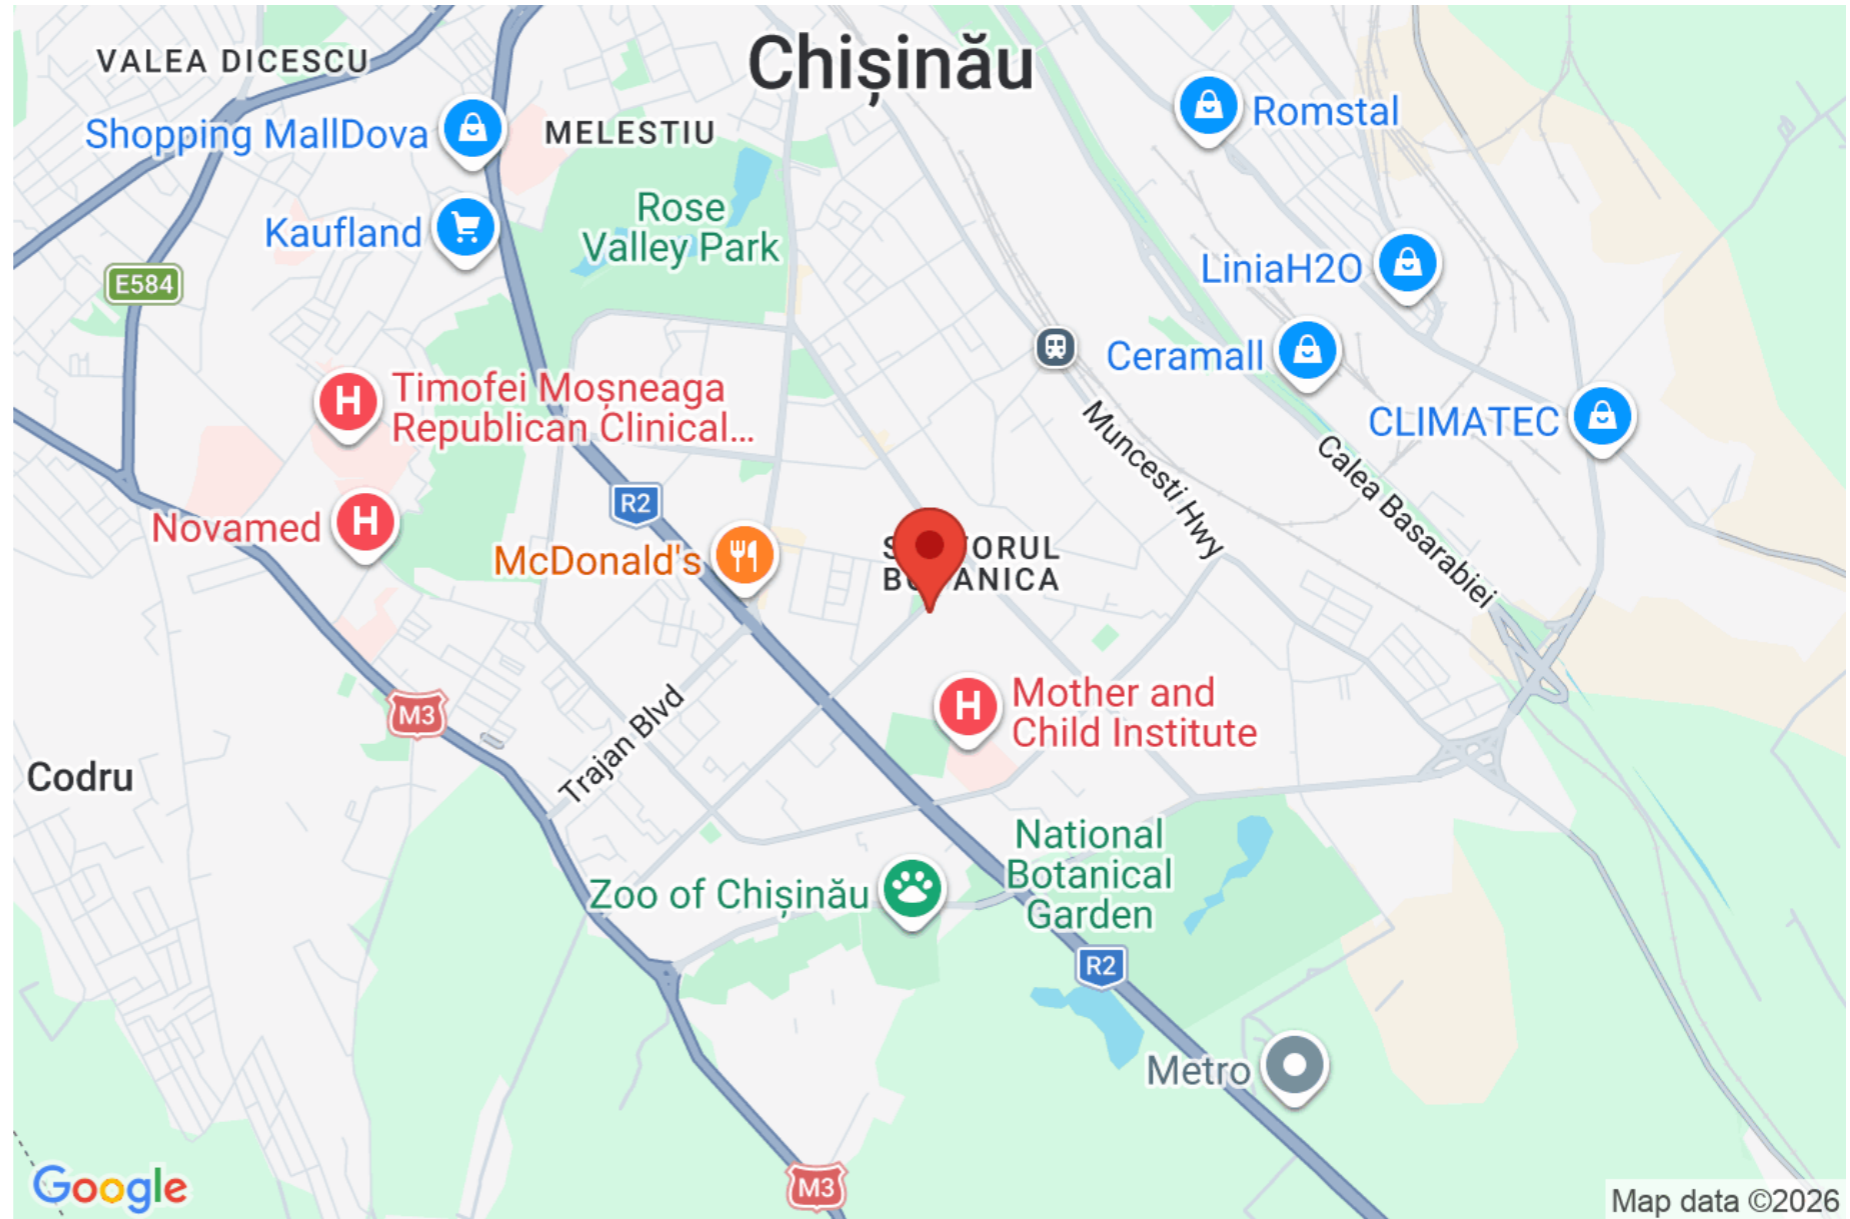 Chișinău
VALEA DICESCU
Shopping MallDova
MELESTIU
Romstal
Rose
Valley Park
Kaufland
LiniaH2O
E584
Ceramall
Timofei Moșneaga
Republican Clinical...
CLIMATEC
Muncesti Hwy
Calea Basarabiei
R2
Novamed
McDonald's
Mother and
Child Institute
M3
Trajan Blvd
Codru
National
Botanical
Garden
Zoo of Chișinău
R2
Metro
M3
Google
Map data ©2026